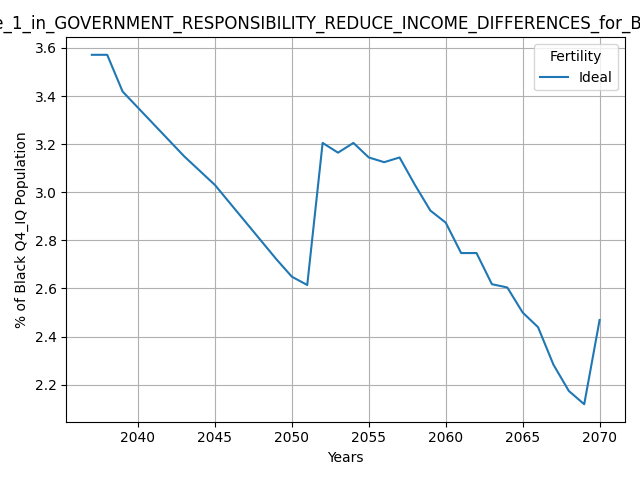 e_1_in_GOVERNMENT_RESPONSIBILITY_REDUCE_INCOME_DIFFERENCES_for_B
3.6
3.4
3.2
3.0
2.8
2.6
2.4
2.2
% of Black Q4_IQ Population
Fertility
Ideal
2040 2045 2050 2055 2060 2065 2070
Years